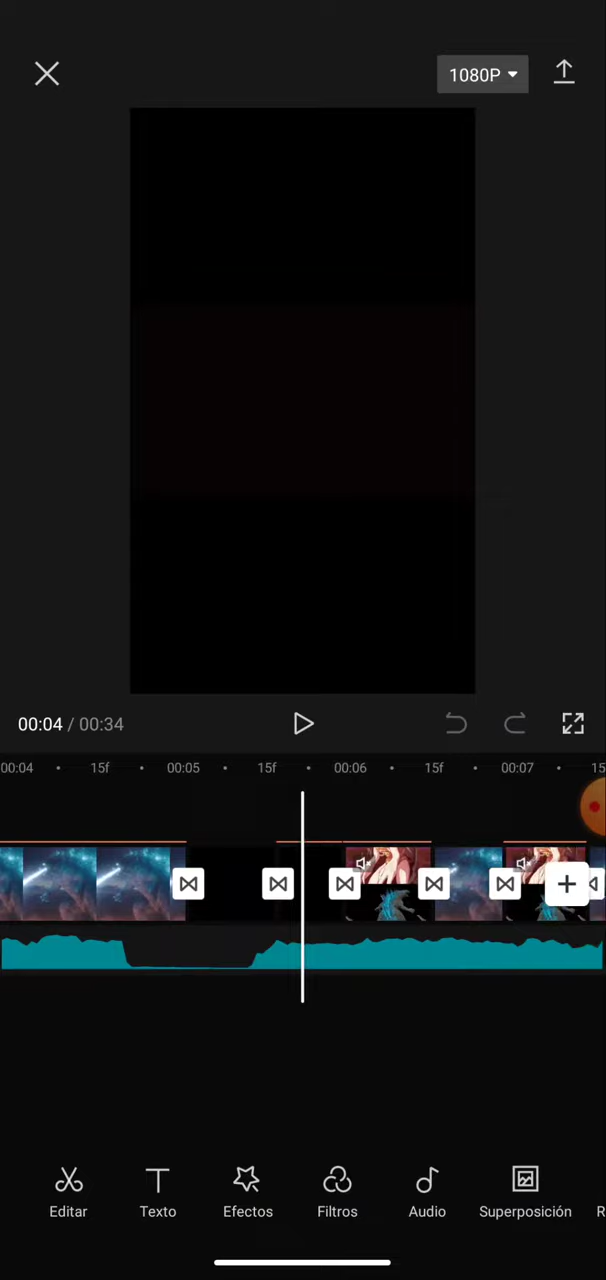 1080P
00:04 / 00:34
00:04 15f 00:05 15f 00:06 15f 00:07 15
Editar Texto Efectos Filtros Audio Superposición R